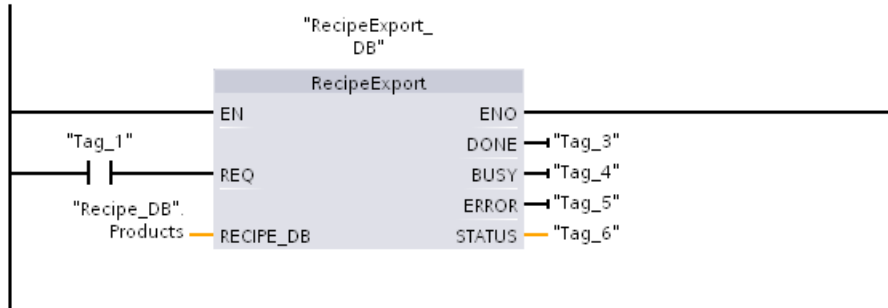 "RecipeExport_
DB"
RecipeExport
EN ENO
"Tag_1" DONE "Tag_3"
REQ BUSY "Tag_4"
"Recipe_DB". ERROR "Tag_5"
Products RECIPE_DB STATUS "Tag_6"